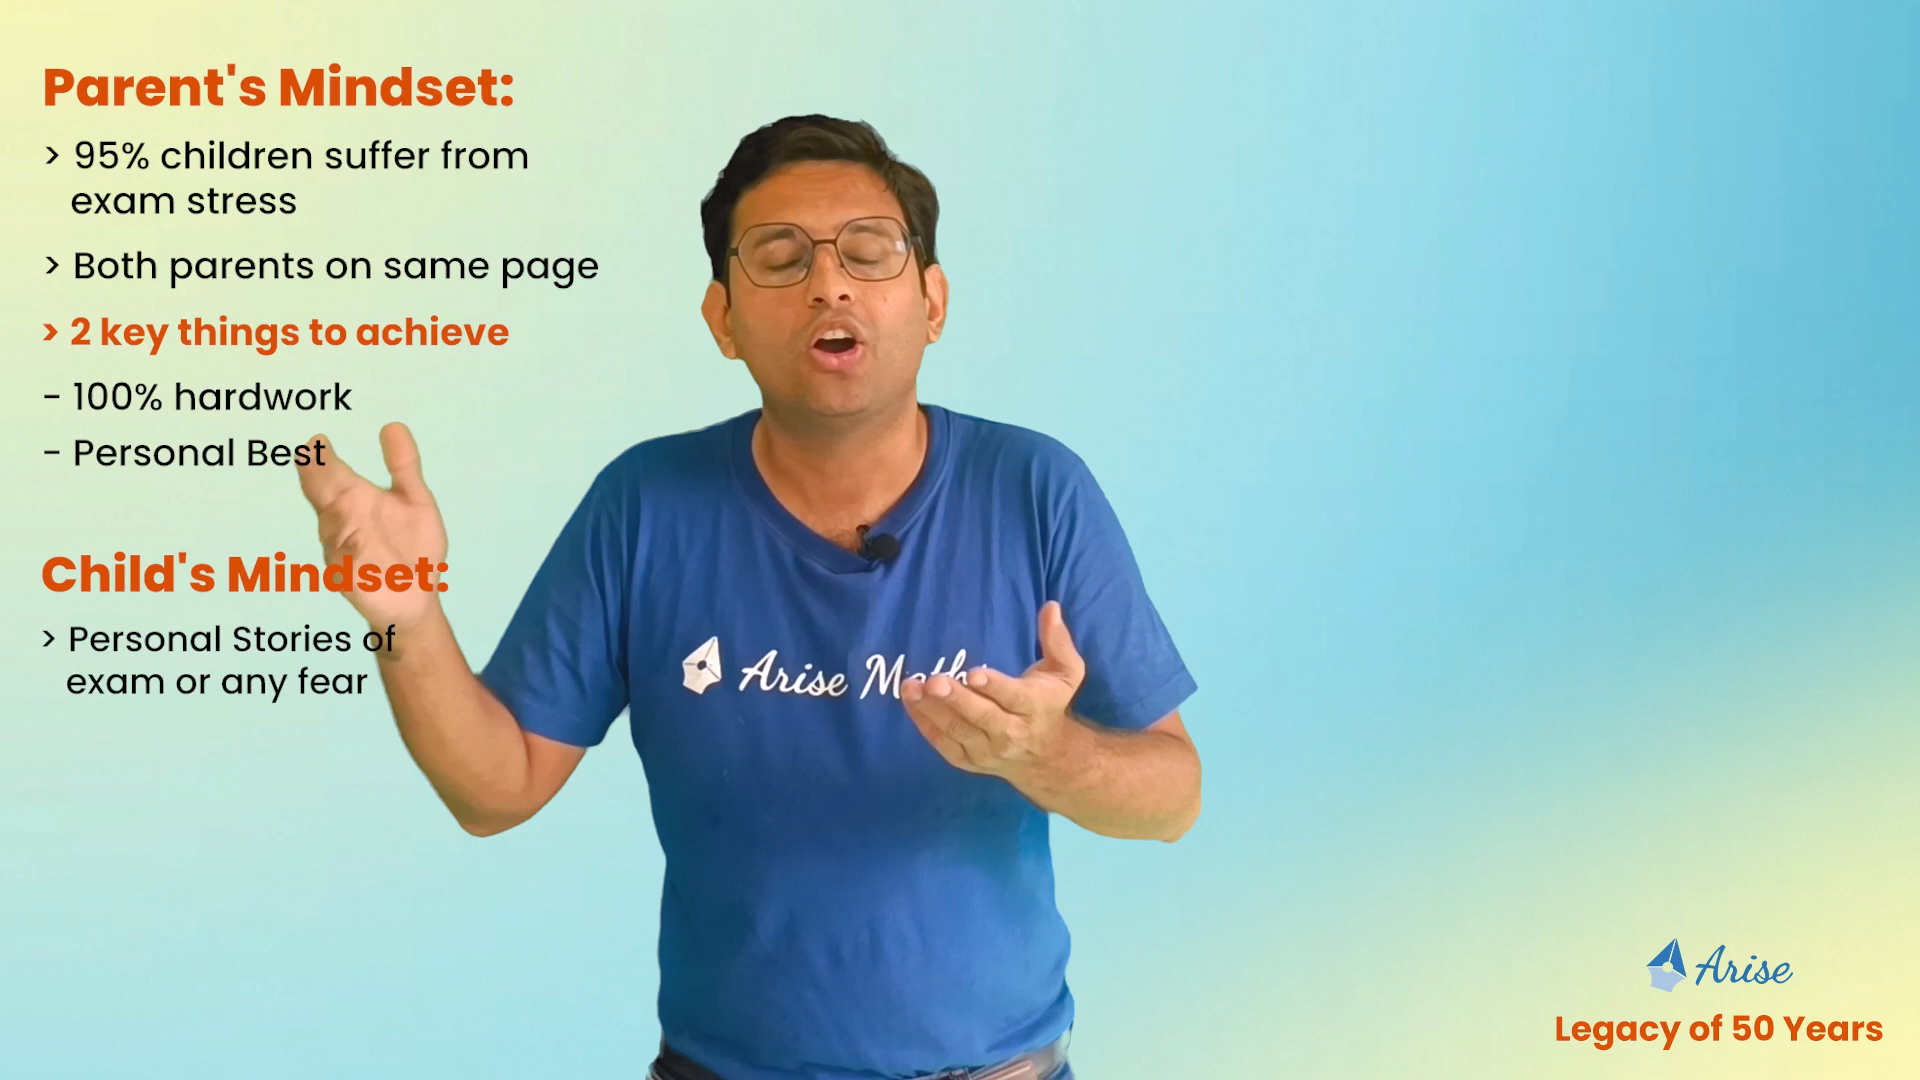 Parent's Mindset:
> 95% children suffer from
exam stress
> Both parents on same page
> 2 key things to achieve
- 100% hardwork
- Personal Best
Child's Mindset:
> Personal Stories of
exam or any fear
Arise
Arise
Legacy of 50 Years